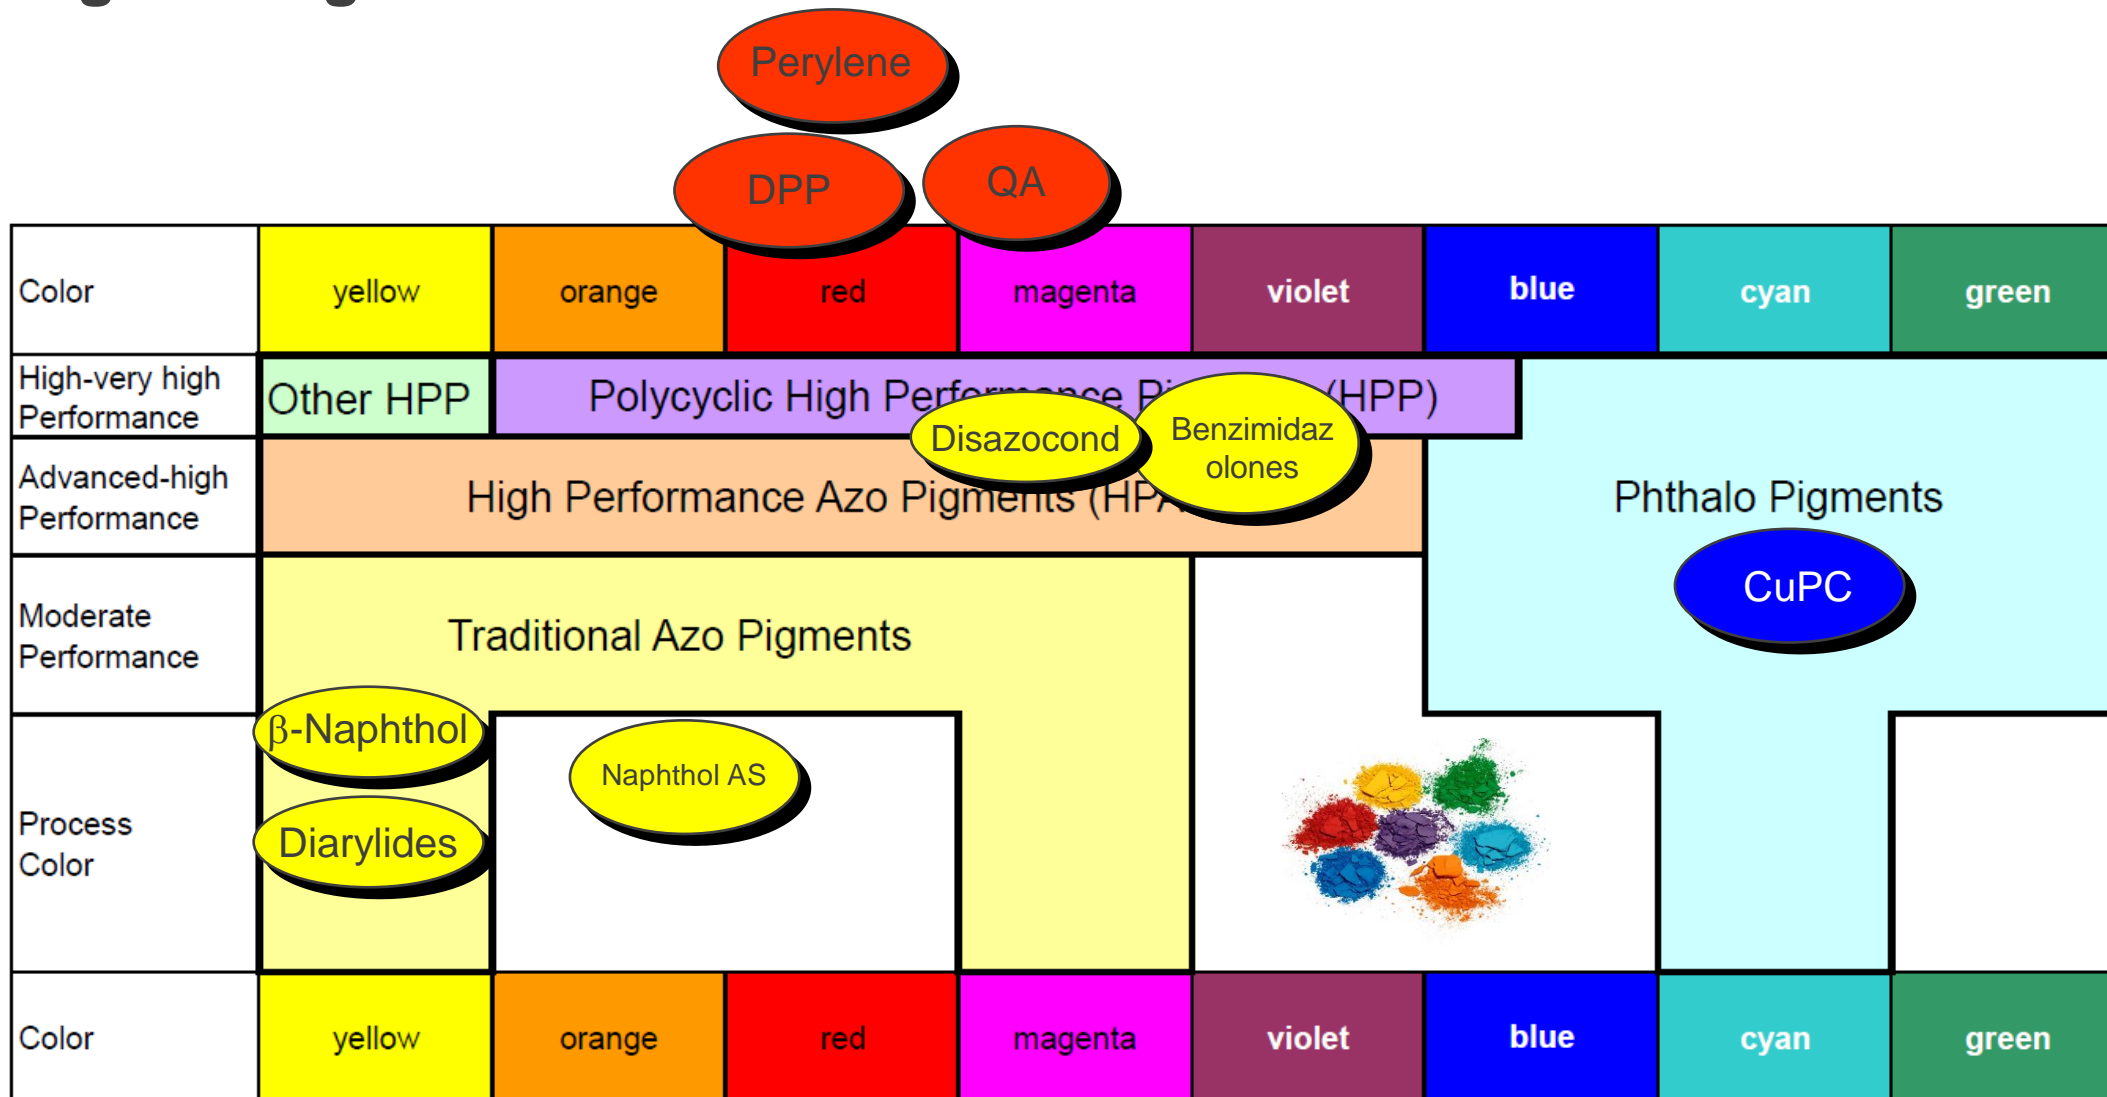 Perylene
DPP
QA
Color
yellow
orange
red
magenta
violet
blue
cyan
green
High-very high
Performance
Other HPP
Polycyclic High Performance (HPP)
Disazocond
Benzimidaz
olones
Advanced-high
Performance
High Performance Azo Pigments (HPA
Phthalo Pigments
CuPC
Moderate
Performance
Traditional Azo Pigments
β-Naphthol
Naphthol AS
Process
Color
Diarylides
Color
yellow
orange
red
magenta
violet
blue
cyan
green